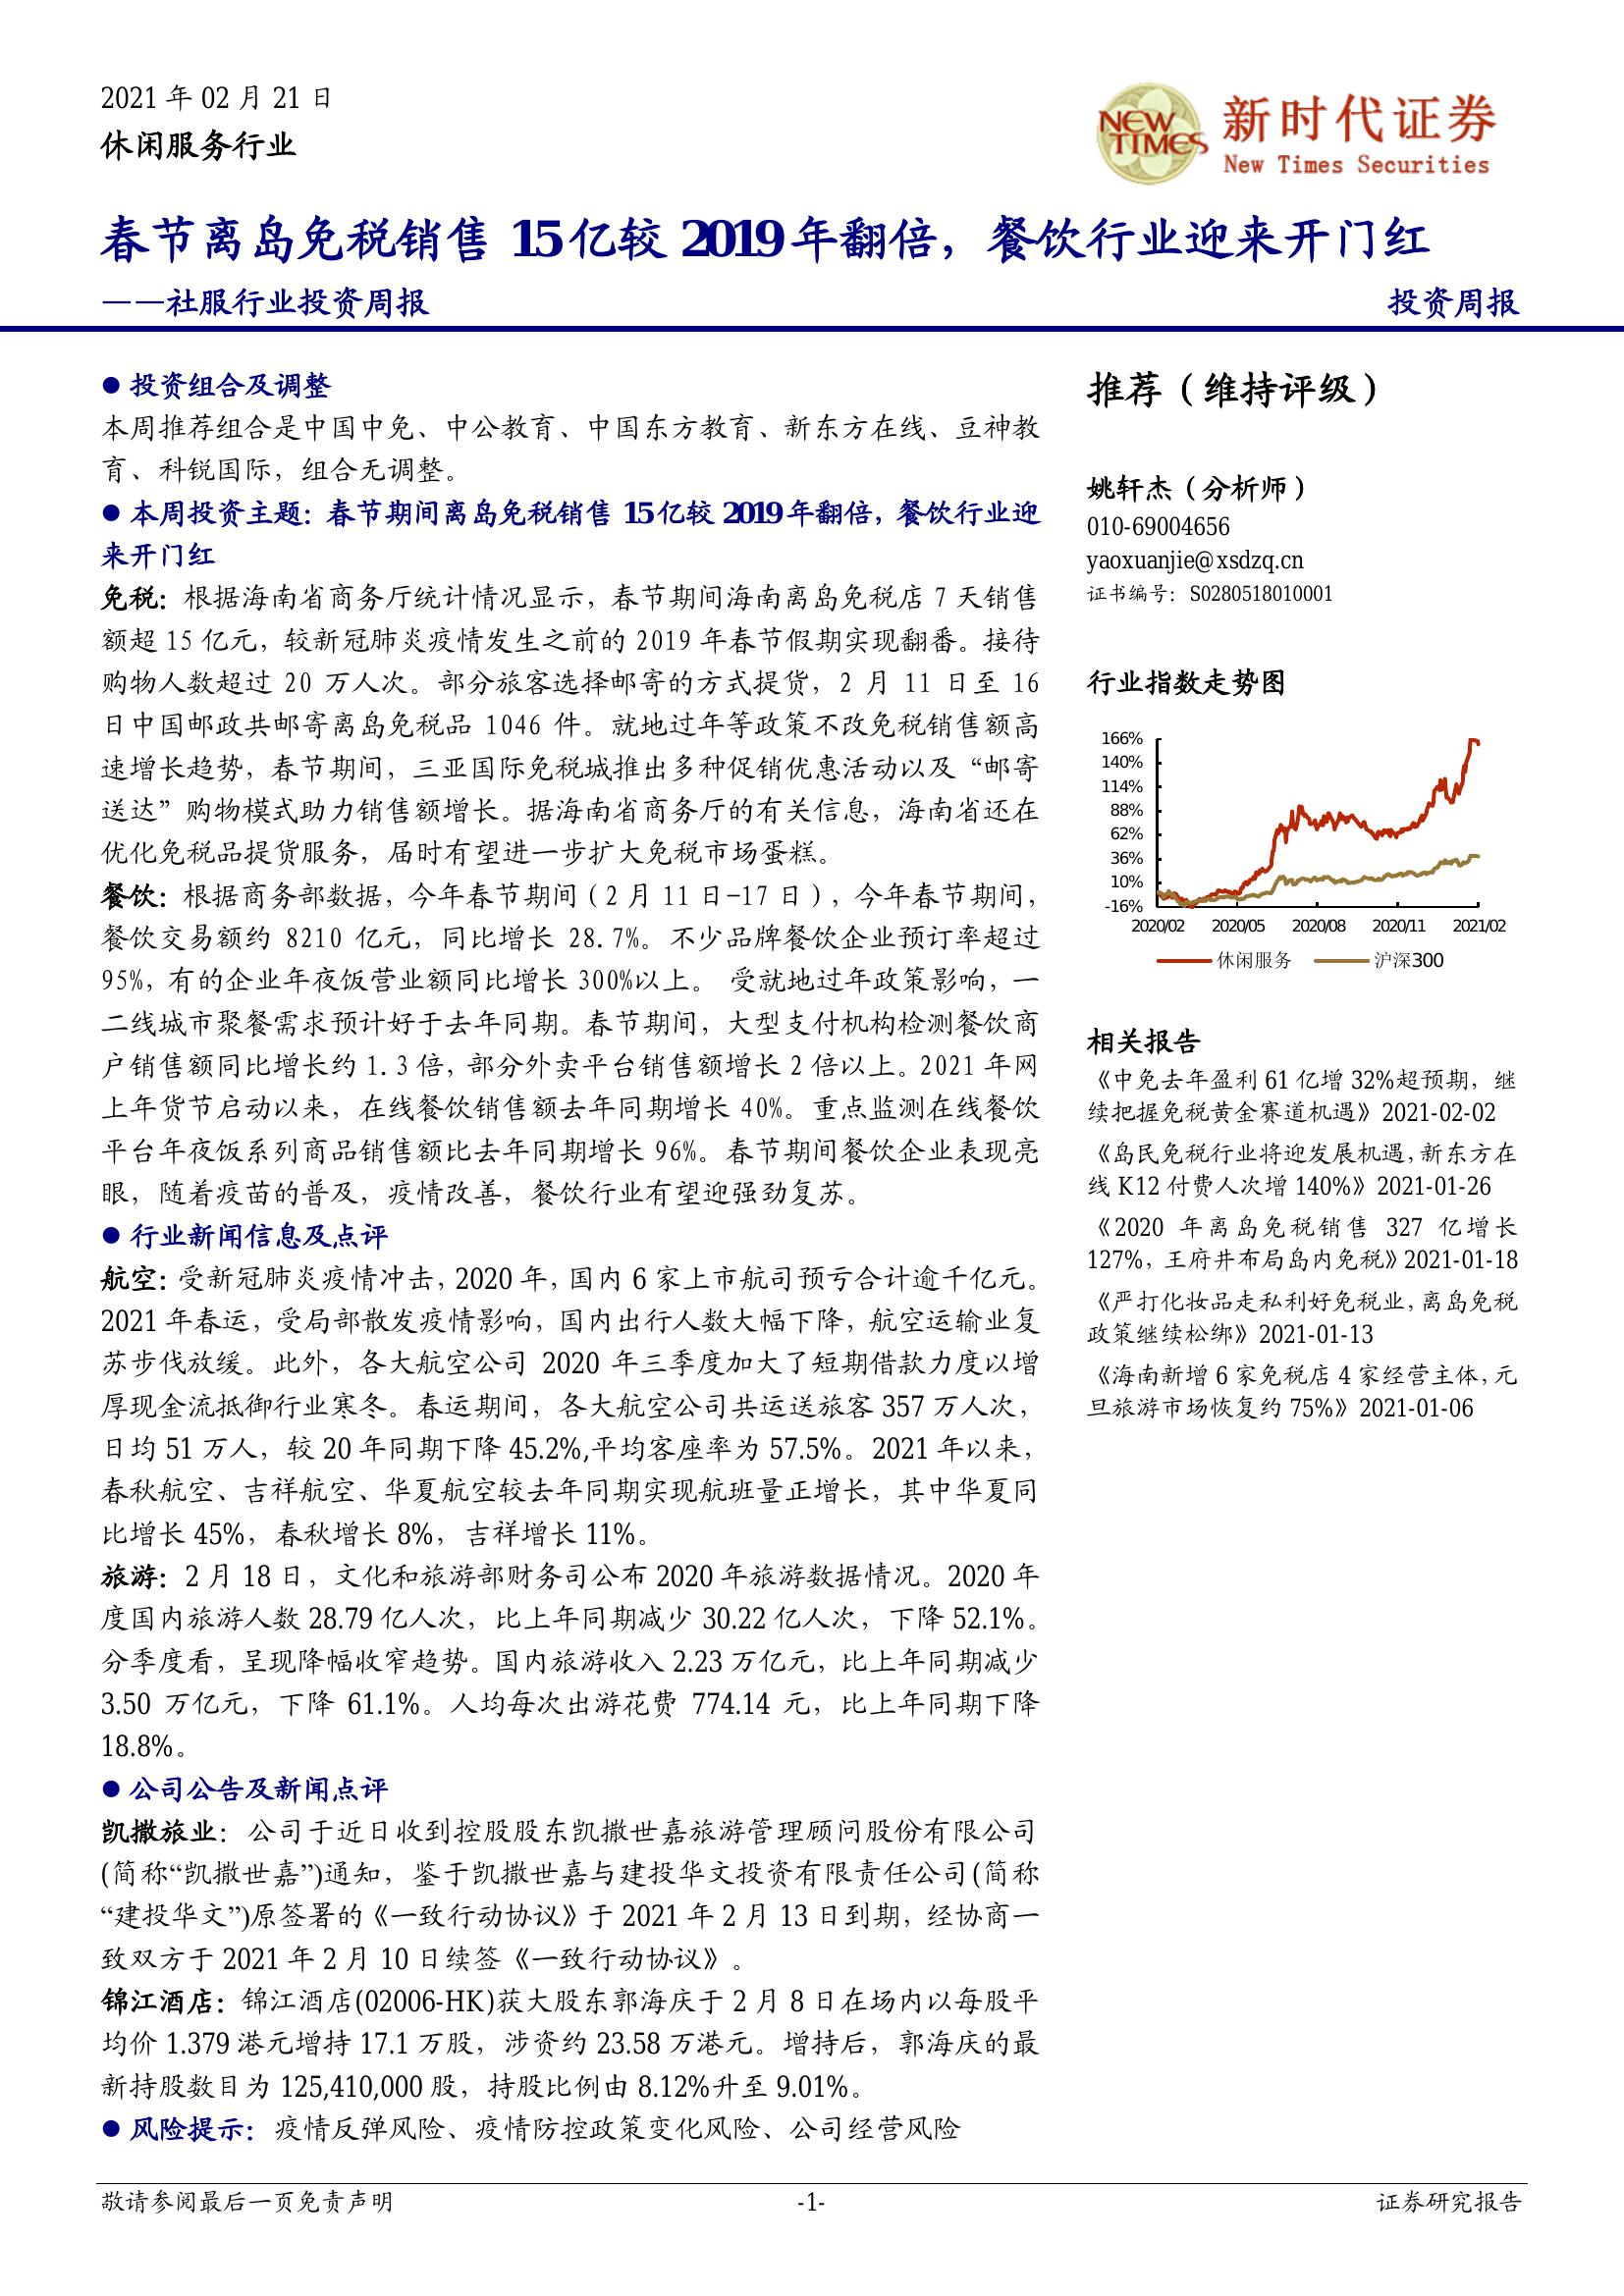 2021 年 02 月 21 日
休闲服务行业
NEW TIMES
新时代证券
New Times Securities
春节离岛免税销售 15 亿较 2019 年翻倍，餐饮行业迎来开门红
——社服行业投资周报
投资周报
● 投资组合及调整
本周推荐组合是中国中免、中公教育、中国东方教育、新东方在线、豆神教
育、科锐国际，组合无调整。
● 本周投资主题：春节期间离岛免税销售 15 亿较 2019 年翻倍，餐饮行业迎
来开门红
免税：根据海南省商务厅统计情况显示，春节期间海南离岛免税店 7 天销售
额超 15 亿元，较新冠肺炎疫情发生之前的 2019 年春节假期实现翻番。接待
购物人数超过 20 万人次。部分旅客选择邮寄的方式提货，2 月 11 日至 16
日中国邮政共邮寄离岛免税品 1046 件。就地过年等政策不改免税销售额高
速增长趋势，春节期间，三亚国际免税城推出多种促销优惠活动以及“邮寄
送达”购物模式助力销售额增长。据海南省商务厅的有关信息，海南省还在
优化免税品提货服务，届时有望进一步扩大免税市场蛋糕。
餐饮：根据商务部数据，今年春节期间（2 月 11 日-17 日），今年春节期间，
餐饮交易额约 8210 亿元，同比增长 28.7%。不少品牌餐饮企业预订率超过
95%，有的企业年夜饭营业额同比增长 300%以上。 受就地过年政策影响，一
二线城市聚餐需求预计好于去年同期。春节期间，大型支付机构检测餐饮商
户销售额同比增长约 1.3 倍，部分外卖平台销售额增长 2 倍以上。2021 年网
上年货节启动以来，在线餐饮销售额去年同期增长 40%。重点监测在线餐饮
平台年夜饭系列商品销售额比去年同期增长 96%。春节期间餐饮企业表现亮
眼，随着疫苗的普及，疫情改善，餐饮行业有望迎强劲复苏。
● 行业新闻信息及点评
航空：受新冠肺炎疫情冲击，2020 年，国内 6 家上市航司预亏合计逾千亿元。
2021 年春运，受局部散发疫情影响，国内出行人数大幅下降，航空运输业复
苏步伐放缓。此外，各大航空公司 2020 年三季度加大了短期借款力度以增
厚现金流抵御行业寒冬。春运期间，各大航空公司共运送旅客 357 万人次，
日均 51 万人，较 20 年同期下降 45.2%,平均客座率为 57.5%。2021 年以来，
春秋航空、吉祥航空、华夏航空较去年同期实现航班量正增长，其中华夏同
比增长 45%，春秋增长 8%，吉祥增长 11%。
旅游：2 月 18 日，文化和旅游部财务司公布 2020 年旅游数据情况。2020 年
度国内旅游人数 28.79 亿人次，比上年同期减少 30.22 亿人次，下降 52.1%。
分季度看，呈现降幅收窄趋势。国内旅游收入 2.23 万亿元，比上年同期减少
3.50 万亿元，下降 61.1%。人均每次出游花费 774.14 元，比上年同期下降
18.8%。
● 公司公告及新闻点评
凯撒旅业：公司于近日收到控股股东凯撒世嘉旅游管理顾问股份有限公司
(简称“凯撒世嘉”)通知，鉴于凯撒世嘉与建投华文投资有限责任公司(简称
“建投华文”)原签署的《一致行动协议》于 2021 年 2 月 13 日到期，经协商一
致双方于 2021 年 2 月 10 日续签《一致行动协议》。
锦江酒店：锦江酒店(02006-HK)获大股东郭海庆于 2 月 8 日在场内以每股平
均价 1.379 港元增持 17.1 万股，涉资约 23.58 万港元。增持后，郭海庆的最
新持股数目为 125,410,000 股，持股比例由 8.12%升至 9.01%。
● 风险提示：疫情反弹风险、疫情防控政策变化风险、公司经营风险
推荐（维持评级）
姚轩杰（分析师）
010-69004656
yaoxuanjie@xsdzq.cn
证书编号：S0280518010001
行业指数走势图
166%
140%
114%
88%
62%
36%
10%
-16%
2020/02 2020/05 2020/08 2020/11 2021/02
休闲服务 沪深300
相关报告
《中免去年盈利 61 亿增 32%超预期，继
续把握免税黄金赛道机遇》2021-02-02
《岛民免税行业将迎发展机遇,新东方在
线 K12 付费人次增 140%》2021-01-26
《2020 年离岛免税销售 327 亿增长
127%，王府井布局岛内免税》2021-01-18
《严打化妆品走私利好免税业,离岛免税
政策继续松绑》2021-01-13
《海南新增 6 家免税店 4 家经营主体,元
旦旅游市场恢复约 75%》2021-01-06
敬请参阅最后一页免责声明
-1-
证券研究报告